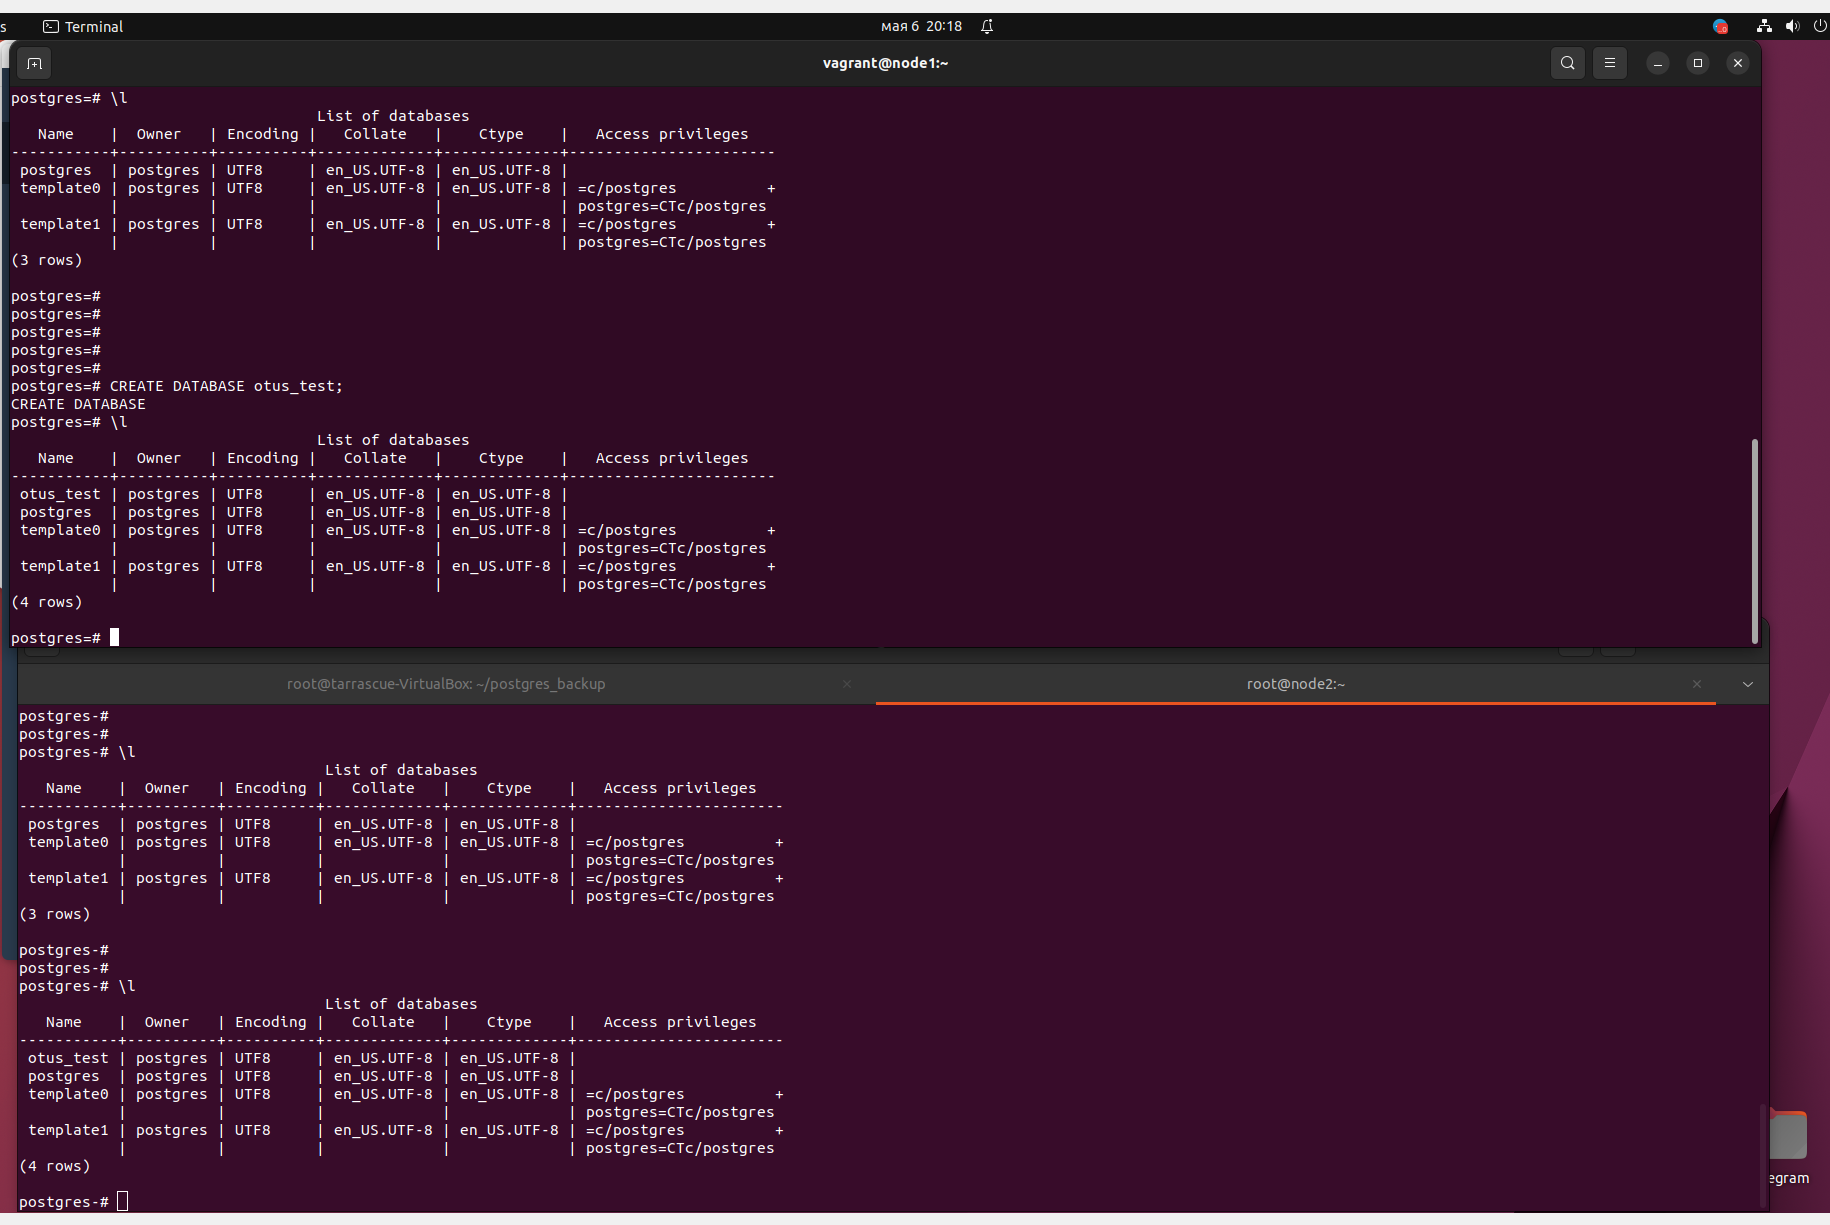 s Terminal мая 6 20:18
vagrant@node1:~
postgres=# \l
                                  List of databases
   Name    |  Owner   | Encoding |   Collate   |    Ctype    |   Access privileges
-----------+----------+----------+-------------+-------------+-----------------------
 postgres  | postgres | UTF8     | en_US.UTF-8 | en_US.UTF-8 |
 template0 | postgres | UTF8     | en_US.UTF-8 | en_US.UTF-8 | =c/postgres          +
           |          |          |             |             | postgres=CTc/postgres
 template1 | postgres | UTF8     | en_US.UTF-8 | en_US.UTF-8 | =c/postgres          +
           |          |          |             |             | postgres=CTc/postgres
(3 rows)
postgres=#
postgres=#
postgres=#
postgres=#
postgres=#
postgres=# CREATE DATABASE otus_test;
CREATE DATABASE
postgres=# \l
                                  List of databases
   Name    |  Owner   | Encoding |   Collate   |    Ctype    |   Access privileges
-----------+----------+----------+-------------+-------------+-----------------------
 otus_test | postgres | UTF8     | en_US.UTF-8 | en_US.UTF-8 |
 postgres  | postgres | UTF8     | en_US.UTF-8 | en_US.UTF-8 |
 template0 | postgres | UTF8     | en_US.UTF-8 | en_US.UTF-8 | =c/postgres          +
           |          |          |             |             | postgres=CTc/postgres
 template1 | postgres | UTF8     | en_US.UTF-8 | en_US.UTF-8 | =c/postgres          +
           |          |          |             |             | postgres=CTc/postgres
(4 rows)
postgres=#
root@tarrascue-VirtualBox: ~/postgres_backup root@node2:~
postgres-#
postgres-#
postgres-# \l
                                  List of databases
   Name    |  Owner   | Encoding |   Collate   |    Ctype    |   Access privileges
-----------+----------+----------+-------------+-------------+-----------------------
 postgres  | postgres | UTF8     | en_US.UTF-8 | en_US.UTF-8 |
 template0 | postgres | UTF8     | en_US.UTF-8 | en_US.UTF-8 | =c/postgres          +
           |          |          |             |             | postgres=CTc/postgres
 template1 | postgres | UTF8     | en_US.UTF-8 | en_US.UTF-8 | =c/postgres          +
           |          |          |             |             | postgres=CTc/postgres
(3 rows)
postgres-#
postgres-#
postgres-# \l
                                  List of databases
   Name    |  Owner   | Encoding |   Collate   |    Ctype    |   Access privileges
-----------+----------+----------+-------------+-------------+-----------------------
 otus_test | postgres | UTF8     | en_US.UTF-8 | en_US.UTF-8 |
 postgres  | postgres | UTF8     | en_US.UTF-8 | en_US.UTF-8 |
 template0 | postgres | UTF8     | en_US.UTF-8 | en_US.UTF-8 | =c/postgres          +
           |          |          |             |             | postgres=CTc/postgres
 template1 | postgres | UTF8     | en_US.UTF-8 | en_US.UTF-8 | =c/postgres          +
           |          |          |             |             | postgres=CTc/postgres
(4 rows)
egram
postgres-#